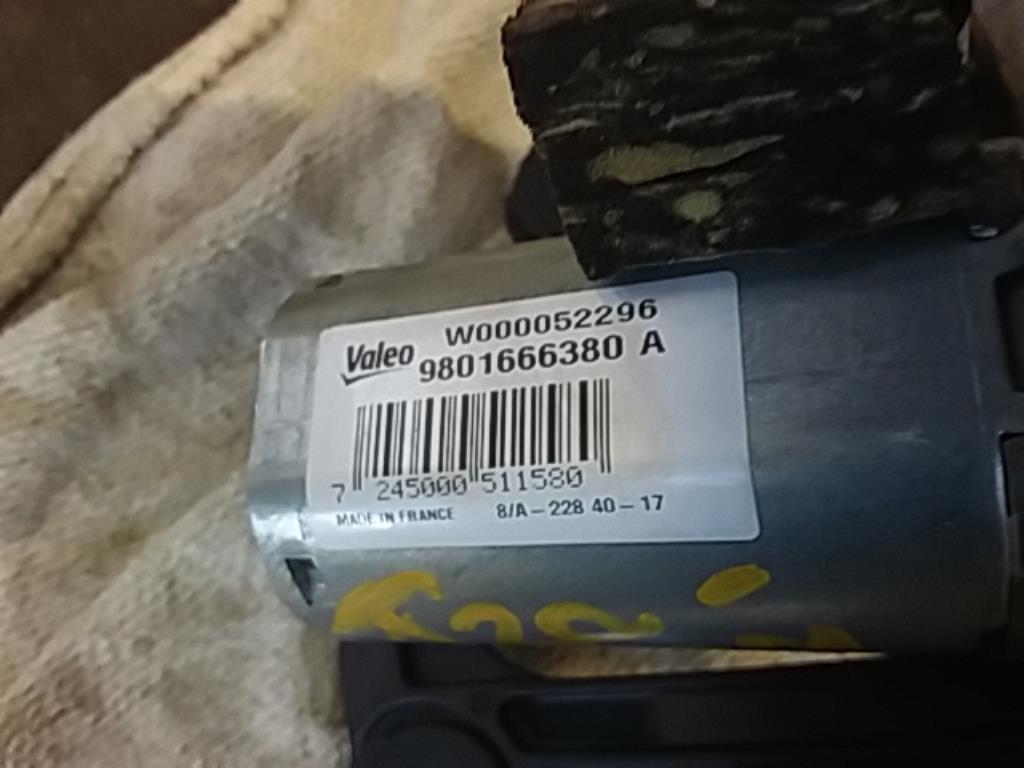 W000052296
Valeo 9801666380 A
7 245000 511580
MADE IN FRANCE 8/A-228 40-17